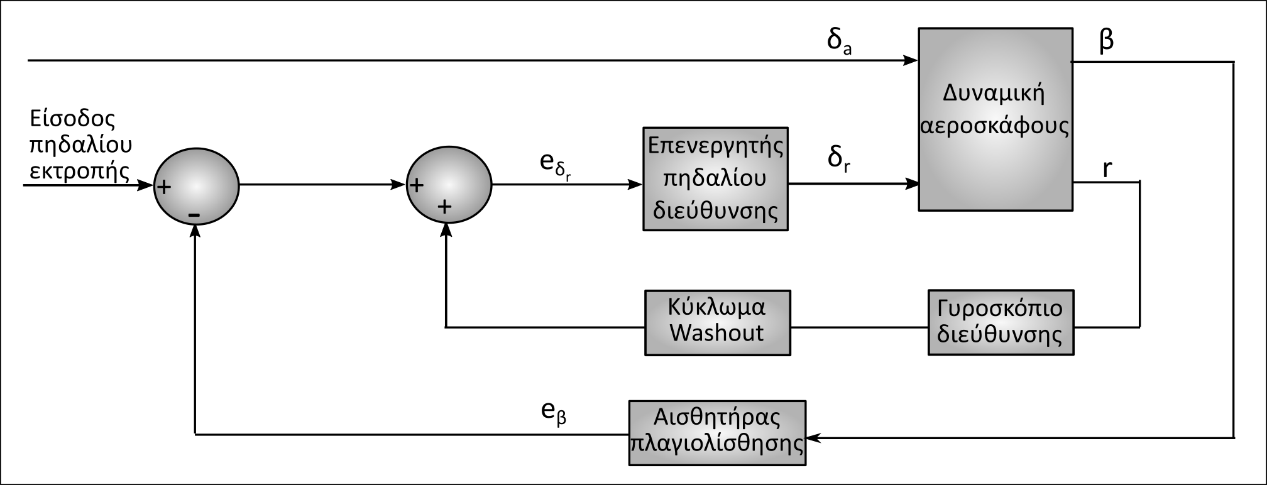 δa
β
Δυναμική
αεροσκάφους
Είσοδος
πηδαλίου
εκτροπής
+
-
+
+
eδr
Επενεργητής
πηδαλίου
διεύθυνσης
δr
r
Κύκλωμα
Washout
Γυροσκόπιο
διεύθυνσης
eβ
Αισθητήρας
πλαγιολίσθησης